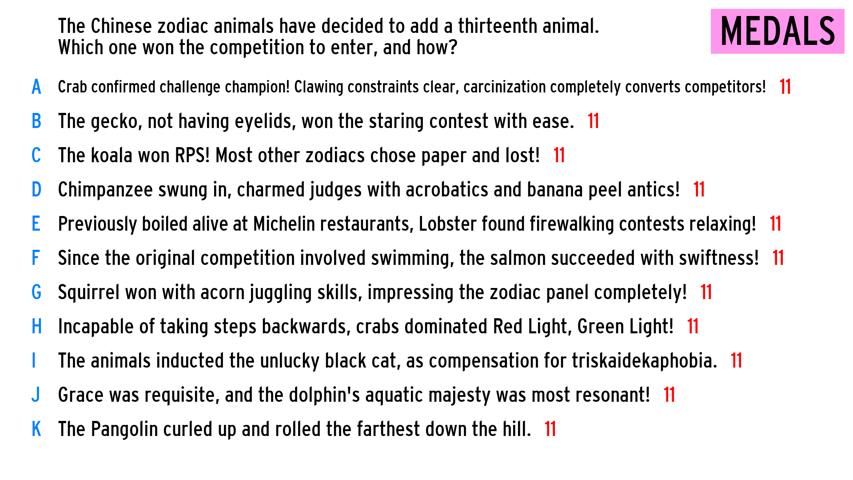 The Chinese zodiac animals have decided to add a thirteenth animal.
Which one won the competition to enter, and how?
MEDALS
A Crab confirmed challenge champion! Clawing constraints clear, carcinization completely converts competitors! 11
B The gecko, not having eyelids, won the staring contest with ease. 11
C The koala won RPS! Most other zodiacs chose paper and lost! 11
D Chimpanzee swung in, charmed judges with acrobatics and banana peel antics! 11
E Previously boiled alive at Michelin restaurants, Lobster found firewalking contests relaxing! 11
F Since the original competition involved swimming, the salmon succeeded with swiftness! 11
G Squirrel won with acorn juggling skills, impressing the zodiac panel completely! 11
H Incapable of taking steps backwards, crabs dominated Red Light, Green Light! 11
I The animals inducted the unlucky black cat, as compensation for triskaidekaphobia. 11
J Grace was requisite, and the dolphin's aquatic majesty was most resonant! 11
K The Pangolin curled up and rolled the farthest down the hill. 11